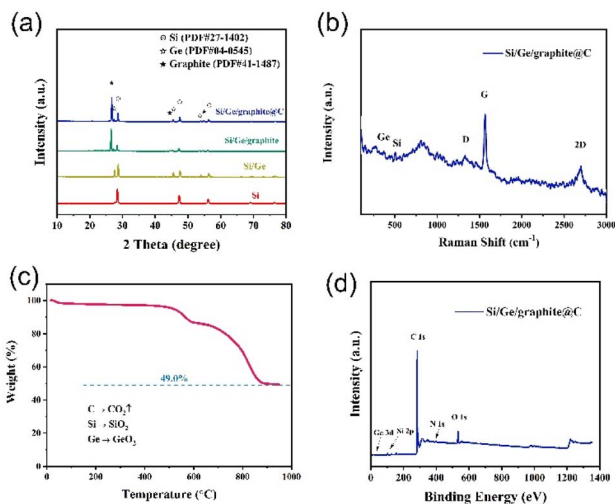 (a)
Si (PDF#27-1402)
Ge (PDF#04-0545)
Graphite (PDF#41-1487)
Si/Ge/graphite@C
Si/Ge/graphite
Si/Ge
Si
Intensity (a.u.)
10 20 30 40 50 60 70 80
2 Theta (degree)
(b)
Si/Ge/graphite@C
G
Ge
Si
D
2D
Intensity (a.u.)
500 1000 1500 2000 2500 3000
Raman Shift (cm⁻¹)
(c)
100
80
60
40
20
0
49.0%
C → CO₂↑
Si → SiO₂
Ge → GeO₂
Weight (%)
0 200 400 600 800 1000
Temperature (°C)
(d)
Si/Ge/graphite@C
C 1s
Ge 3d
Si 2p
N 1s
O 1s
Intensity (a.u.)
0 200 400 600 800 1000 1200 1400
Binding Energy (eV)